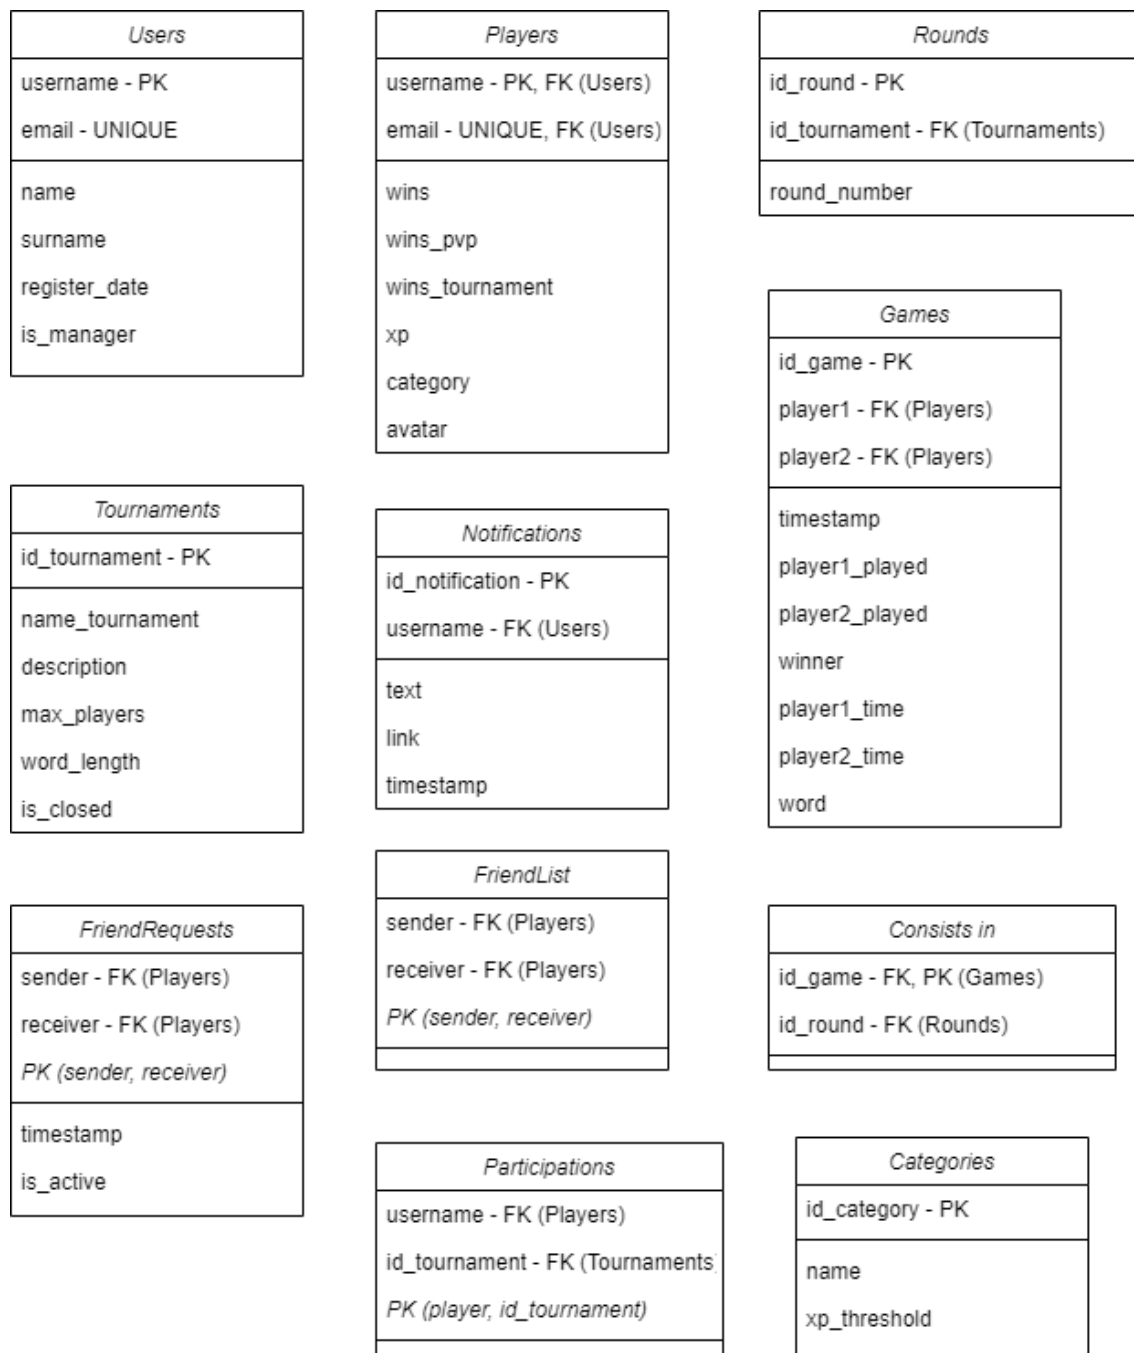 Users
username - PK
email - UNIQUE
name
surname
register_date
is_manager
Players
username - PK, FK (Users)
email - UNIQUE, FK (Users)
wins
wins_pvp
wins_tournament
xp
category
avatar
Rounds
id_round - PK
id_tournament - FK (Tournaments)
round_number
Games
id_game - PK
player1 - FK (Players)
player2 - FK (Players)
timestamp
player1_played
player2_played
winner
player1_time
player2_time
word
Tournaments
id_tournament - PK
name_tournament
description
max_players
word_length
is_closed
Notifications
id_notification - PK
username - FK (Users)
text
link
timestamp
FriendRequests
sender - FK (Players)
receiver - FK (Players)
PK (sender, receiver)
timestamp
is_active
FriendList
sender - FK (Players)
receiver - FK (Players)
PK (sender, receiver)
Consists in
id_game - FK, PK (Games)
id_round - FK (Rounds)
Participations
username - FK (Players)
id_tournament - FK (Tournaments)
PK (player, id_tournament)
Categories
id_category - PK
name
xp_threshold